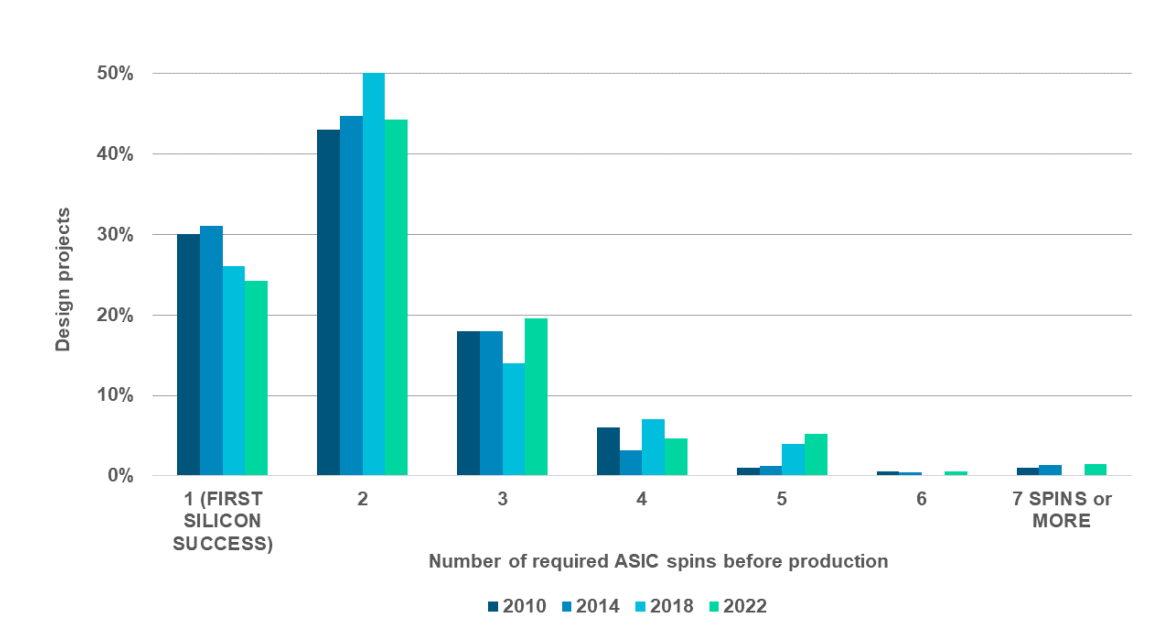 50%
40%
30%
20%
10%
0%
Design projects
1 (FIRST
SILICON
SUCCESS)
2
3
4
5
6
7 SPINS or
MORE
Number of required ASIC spins before production
2010 2014 2018 2022